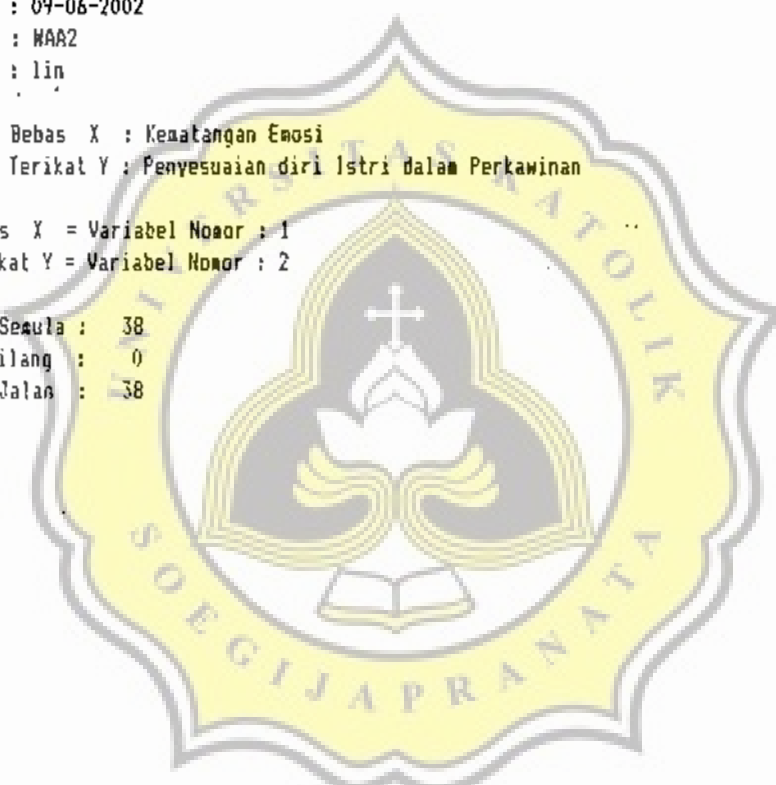 : 09-06-2002
: WAA2
: lin
Bebas X : Kematangan Emosi
Terikat Y : Penyesuaian diri Istri dalam Perkawinan
s X = Variabel Nomor : 1
kat Y = Variabel Nomor : 2
Semula : 38
ilang : 0
Jalan : 38
UNIVERSITAS KATOLIK
SOEGIJAPRANATA